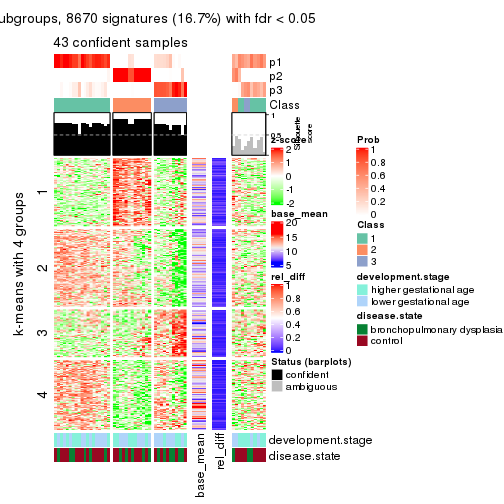 ubgroups, 8670 signatures (16.7%) with fdr < 0.05
43 confident samples
p1
p2
p3
Class
1
0.5
Silhouette
score
k-means with 4 groups
1
2
3
4
base_mean
rel_diff
development.stage
disease.state
z-score
2
1
0
-1
-2
base_mean
20
15
10
5
rel_diff
1
0.8
0.6
0.4
0.2
0
Status (barplots)
confident
ambiguous
Prob
1
0.8
0.6
0.4
0.2
0
Class
1
2
3
development.stage
higher gestational age
lower gestational age
disease.state
bronchopulmonary dysplasia
control